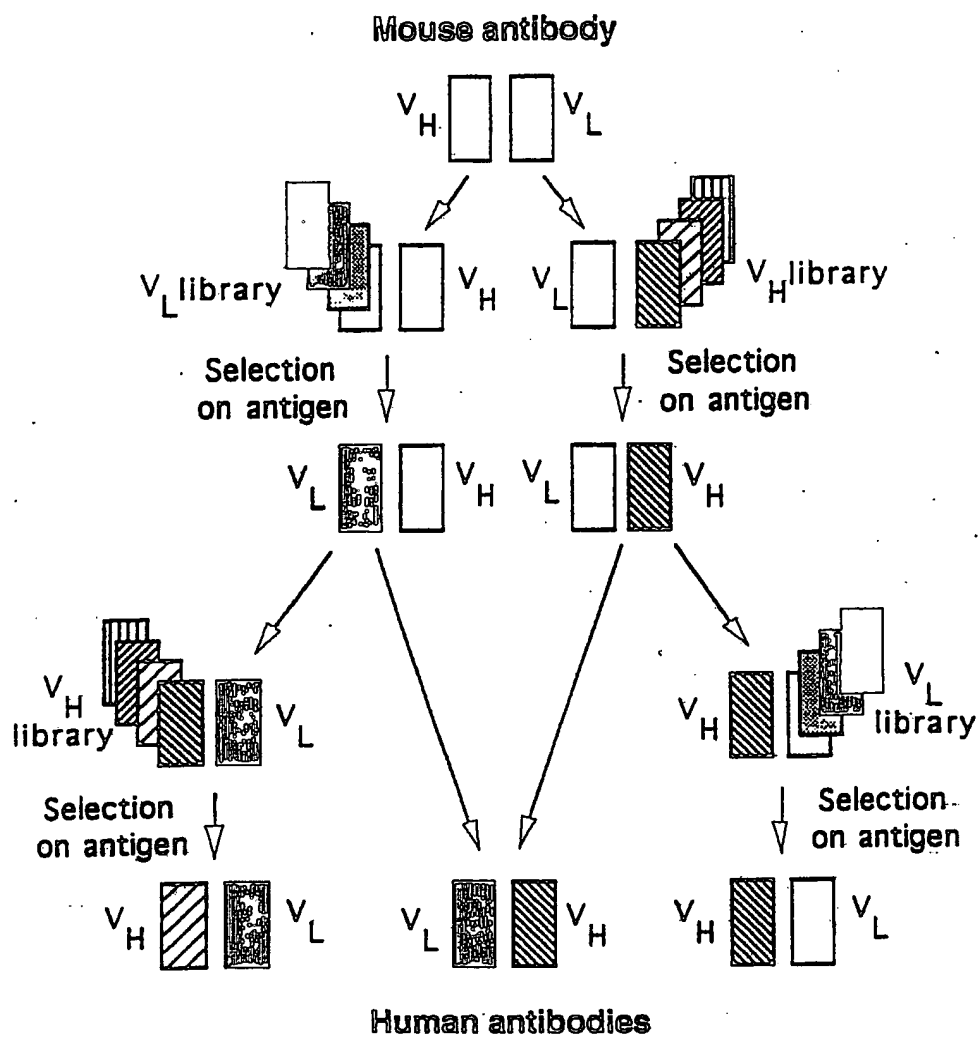 Mouse antibody
V H V L
V L library V H V L V H library
Selection on antigen
Selection on antigen
V L V H V L V H
V H library V L V H V L library
Selection on antigen
Selection on antigen
V H V L V L V H V H V L
Human antibodies